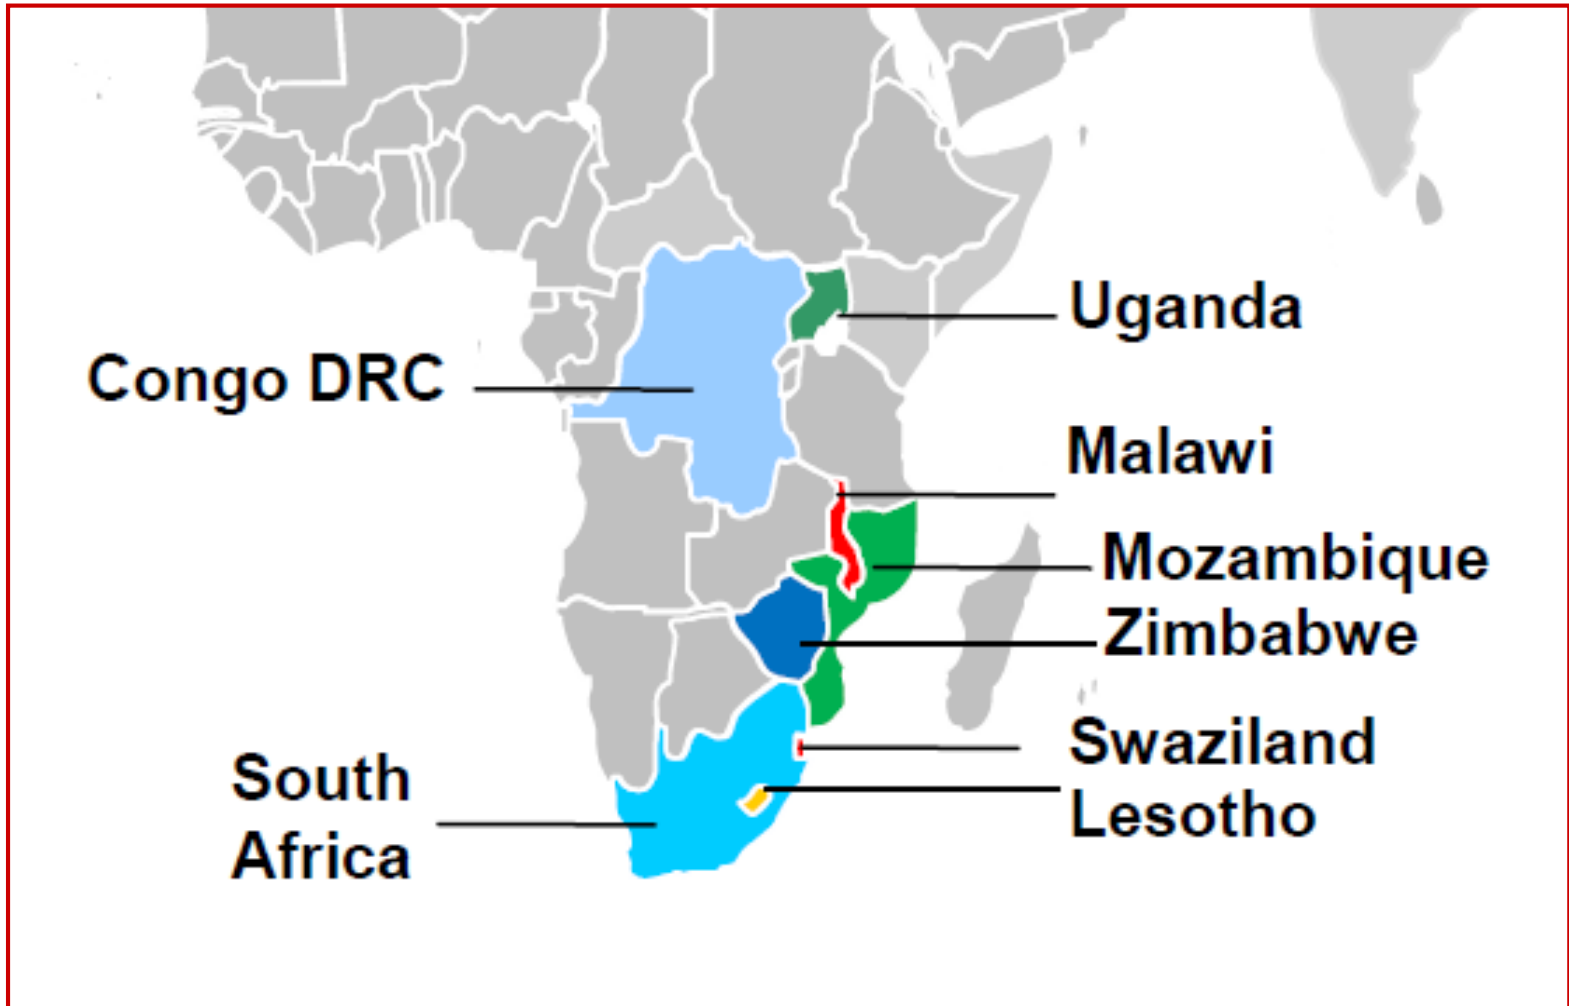 Uganda
Congo DRC
Malawi
Mozambique
Zimbabwe
Swaziland
South
Africa
Lesotho